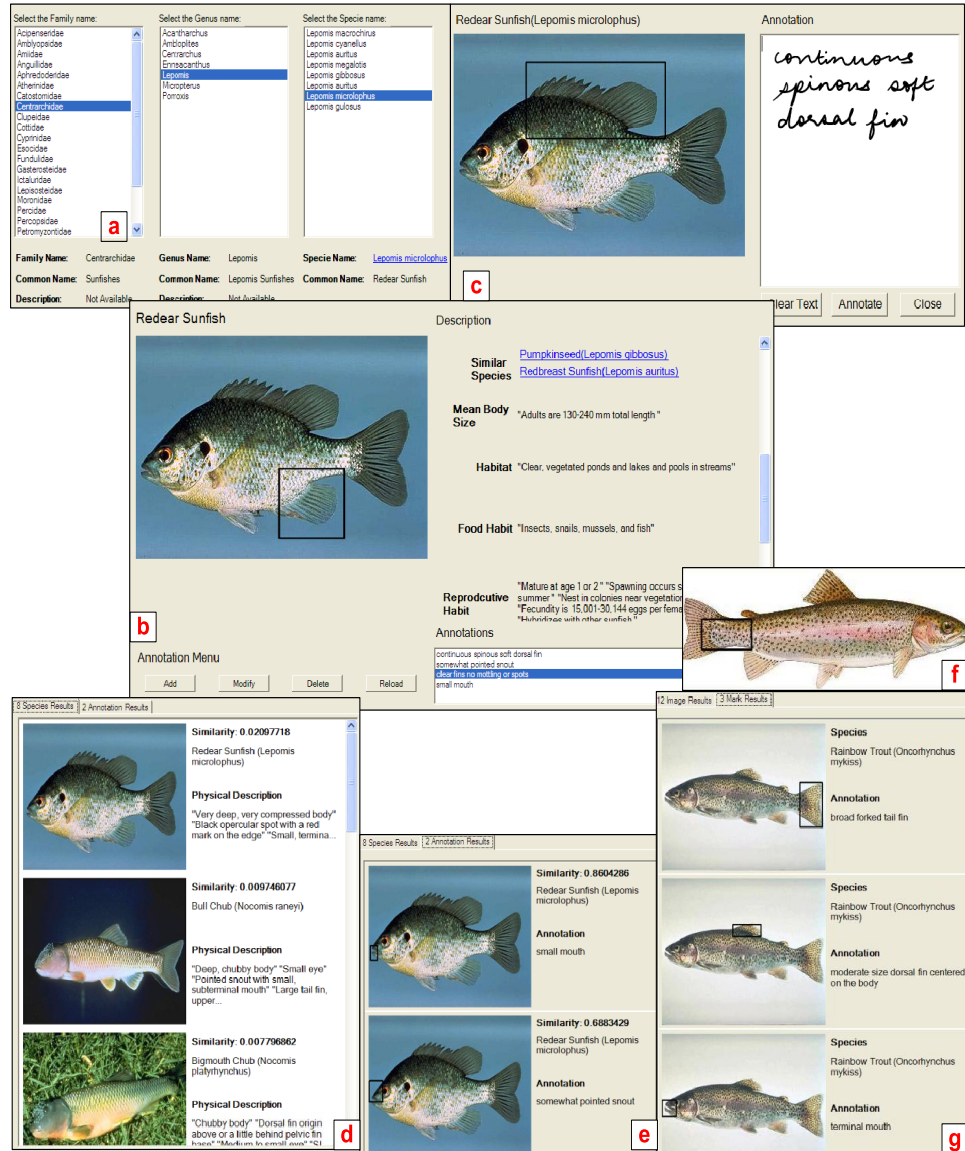 Select the Family name:
Acipenseridae
Amblyopsidae
Amiidae
Anguillidae
Aphredoderidae
Atherinidae
Catostomidae
Centrarchidae
Clupeidae
Cottidae
Cyprinidae
Esocidae
Fundulidae
Gasterosteidae
Ictaluridae
Lepisosteidae
Moronidae
Percidae
Percopsidae
Petromyzontidae
Select the Genus name:
Acantharchus
Ambloplites
Centrarchus
Enneacanthus
Lepomis
Micropterus
Pomoxis
Select the Specie name:
Lepomis macrochirus
Lepomis cyanellus
Lepomis auritus
Lepomis megalotis
Lepomis gibbosus
Lepomis auritus
Lepomis microlophus
Lepomis gulosus
a
Family Name: Centrarchidae
Common Name: Sunfishes
Description: Not Available
Genus Name: Lepomis
Common Name: Lepomis Sunfishes
Description: Not Available
Specie Name: Lepomis microlophus
Common Name: Redear Sunfish
Redear Sunfish(Lepomis microlophus)
Annotation
continuous
spinous soft
dorsal fin
c
Clear Text Annotate Close
Redear Sunfish
Description
Similar Species
Pumpkinseed(Lepomis gibbosus)
Redbreast Sunfish(Lepomis auritus)
Mean Body Size "Adults are 130-240 mm total length "
Habitat "Clear, vegetated ponds and lakes and pools in streams"
Food Habit "Insects, snails, mussels, and fish"
Reprodcutive Habit
"Mature at age 1 or 2 " "Spawning occurs s
summer " "Nest in colonies near vegetation
"Fecundity is 15,001-30,144 eggs per fema
"Hybridizes with other sunfish "
b
Annotation Menu
Add Modify Delete Reload
Annotations
continuous spinous soft dorsal fin
somewhat pointed snout
clear fins no mottling or spots
small mouth
f
8 Species Results 2 Annotation Results
Similarity: 0.02097718
Redear Sunfish (Lepomis
microlophus)
Physical Description
"Very deep, very compressed body"
"Black opercular spot with a red
mark on the edge" "Small, termina...
Similarity: 0.009746077
Bull Chub (Nocomis raneyi)
Physical Description
"Deep, chubby body" "Small eye"
"Pointed snout with small,
subterminal mouth" "Large tail fin,
upper...
Similarity: 0.007796862
Bigmouth Chub (Nocomis
platyrhynchus)
Physical Description
"Chubby body" "Dorsal fin origin
above or a little behind pelvic fin
base" "Medium to small eye" "SI
d
8 Species Results 2 Annotation Results
Similarity: 0.8604286
Redear Sunfish (Lepomis
microlophus)
Annotation
small mouth
Similarity: 0.6883429
Redear Sunfish (Lepomis
microlophus)
Annotation
somewhat pointed snout
e
12 Image Results 3 Mark Results
Species
Rainbow Trout (Oncorhynchus
mykiss)
Annotation
broad forked tail fin
Species
Rainbow Trout (Oncorhynchus
mykiss)
Annotation
moderate size dorsal fin centered
on the body
Species
Rainbow Trout (Oncorhynchus
mykiss)
Annotation
terminal mouth
g